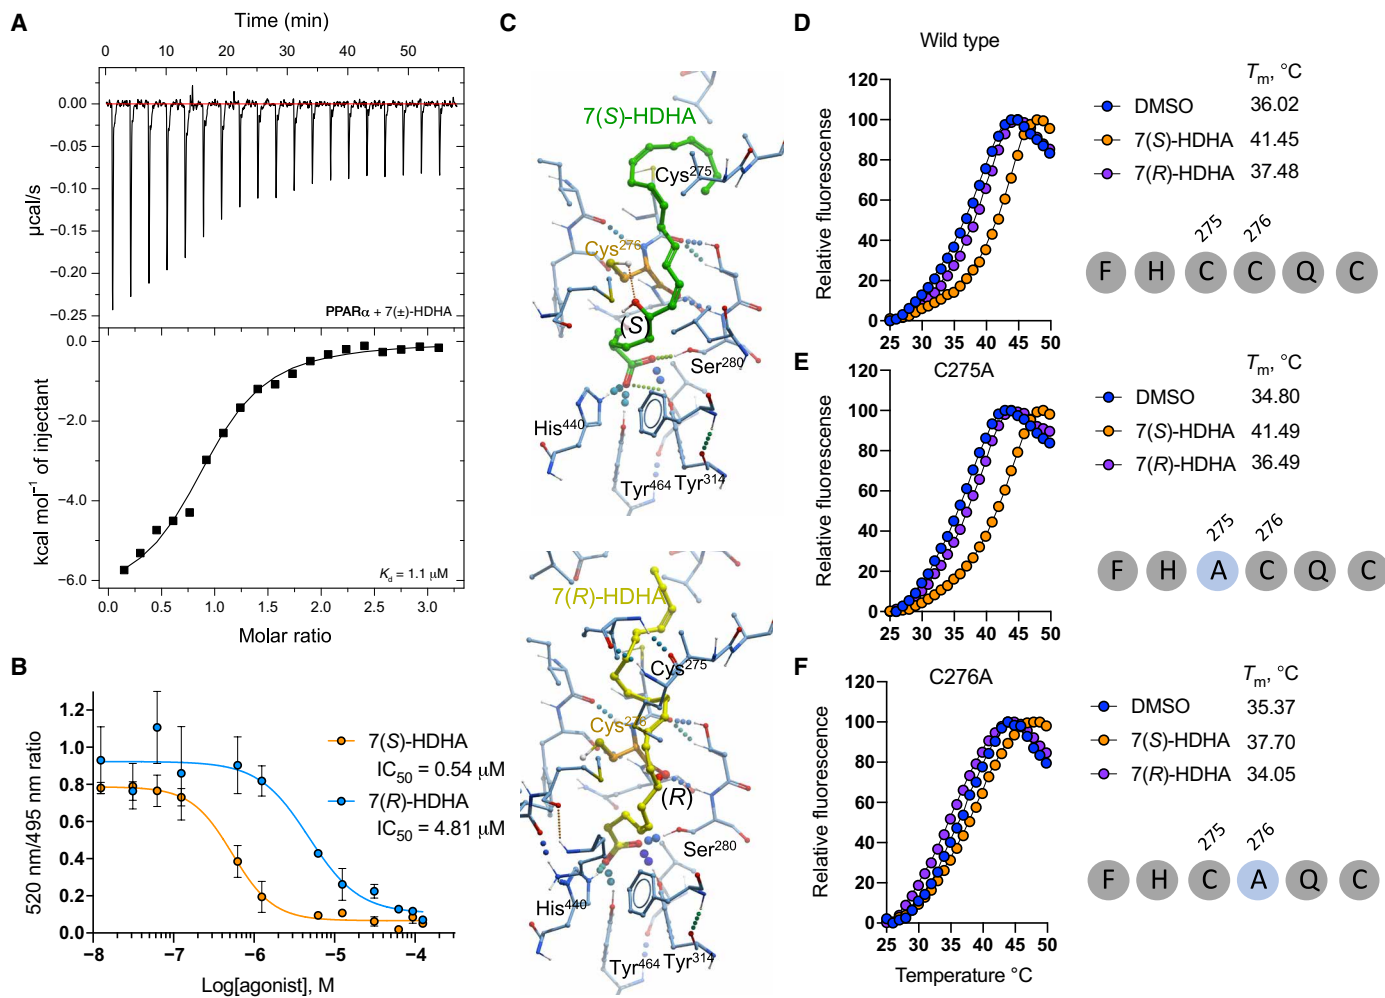 A
Time (min)
0 10 20 30 40 50
0.00
−0.05
−0.10
−0.15
−0.20
−0.25
µcal/s
PPARα + 7(±)-HDHA
0.0
−2.0
−4.0
−6.0
kcal mol⁻¹ of injectant
Kd = 1.1 µM
0.0 0.5 1.0 1.5 2.0 2.5 3.0
Molar ratio
B
1.2
1.0
0.8
0.6
0.4
0.2
0.0
520 nm/495 nm ratio
7(S)-HDHA
IC50 = 0.54 µM
7(R)-HDHA
IC50 = 4.81 µM
−8 −7 −6 −5 −4
Log[agonist], M
C
7(S)-HDHA
Cys275
Cys276
(S)
Ser280
His440
Tyr464 Tyr314
7(R)-HDHA
Cys275
Cys276
(R)
Ser280
His440
Tyr464 Tyr314
D
Wild type
120
100
80
60
40
20
0
Relative fluorescense
25 30 35 40 45 50
Tm, °C
DMSO 36.02
7(S)-HDHA 41.45
7(R)-HDHA 37.48
275 276
F H C C Q C
E
C275A
120
100
80
60
40
20
0
Relative fluorescense
25 30 35 40 45 50
Tm, °C
DMSO 34.80
7(S)-HDHA 41.49
7(R)-HDHA 36.49
275 276
F H A C Q C
F
C276A
120
100
80
60
40
20
0
Relative fluorescence
25 30 35 40 45 50
Temperature °C
Tm, °C
DMSO 35.37
7(S)-HDHA 37.70
7(R)-HDHA 34.05
275 276
F H C A Q C